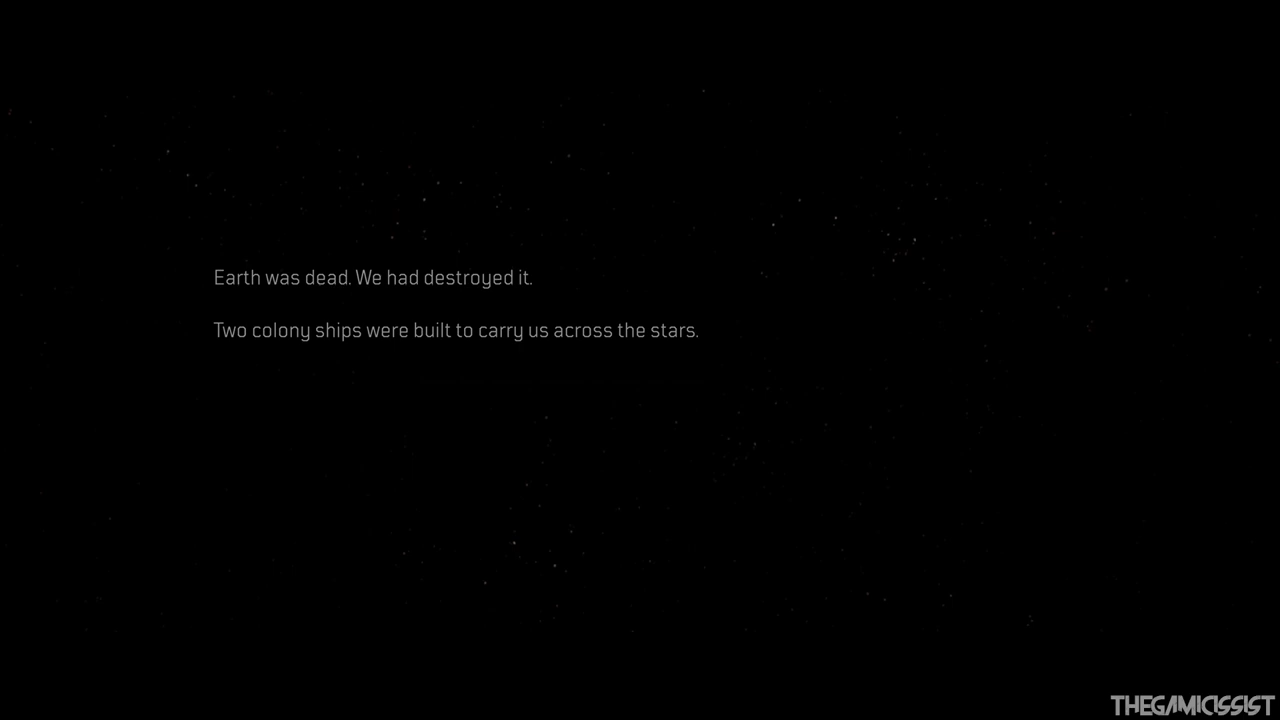 Earth was dead. We had destroyed it.
Two colony ships were built to carry us across the stars.
THEGAMICISSIST